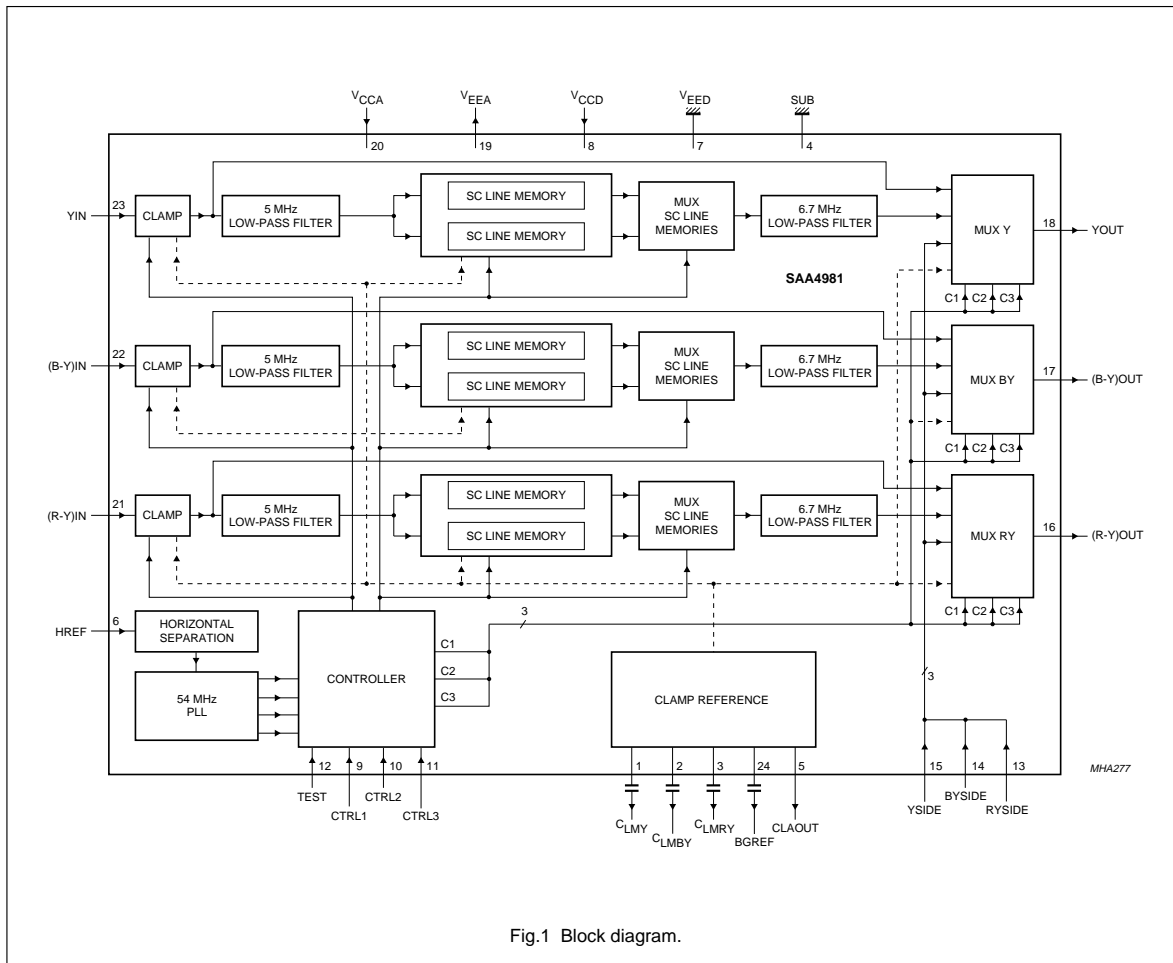 VCCA VEEA VCCD VEED SUB
20 19 8 7 4
YIN 23 CLAMP 5 MHz LOW-PASS FILTER SC LINE MEMORY SC LINE MEMORY MUX SC LINE MEMORIES 6.7 MHz LOW-PASS FILTER MUX Y 18 YOUT
SAA4981
C1 C2 C3
(B-Y)IN 22 CLAMP 5 MHz LOW-PASS FILTER SC LINE MEMORY SC LINE MEMORY MUX SC LINE MEMORIES 6.7 MHz LOW-PASS FILTER MUX BY 17 (B-Y)OUT
C1 C2 C3
(R-Y)IN 21 CLAMP 5 MHz LOW-PASS FILTER SC LINE MEMORY SC LINE MEMORY MUX SC LINE MEMORIES 6.7 MHz LOW-PASS FILTER MUX RY 16 (R-Y)OUT
C1 C2 C3
HREF 6 HORIZONTAL SEPARATION
54 MHz PLL
CONTROLLER
C1
C2
C3
3
CLAMP REFERENCE
3
12 9 10 11 1 2 3 24 5 15 14 13
MHA277
TEST CTRL1 CTRL2 CTRL3
CLMY CLMBY CLMRY BGREF CLAOUT
YSIDE BYSIDE RYSIDE
Fig.1 Block diagram.